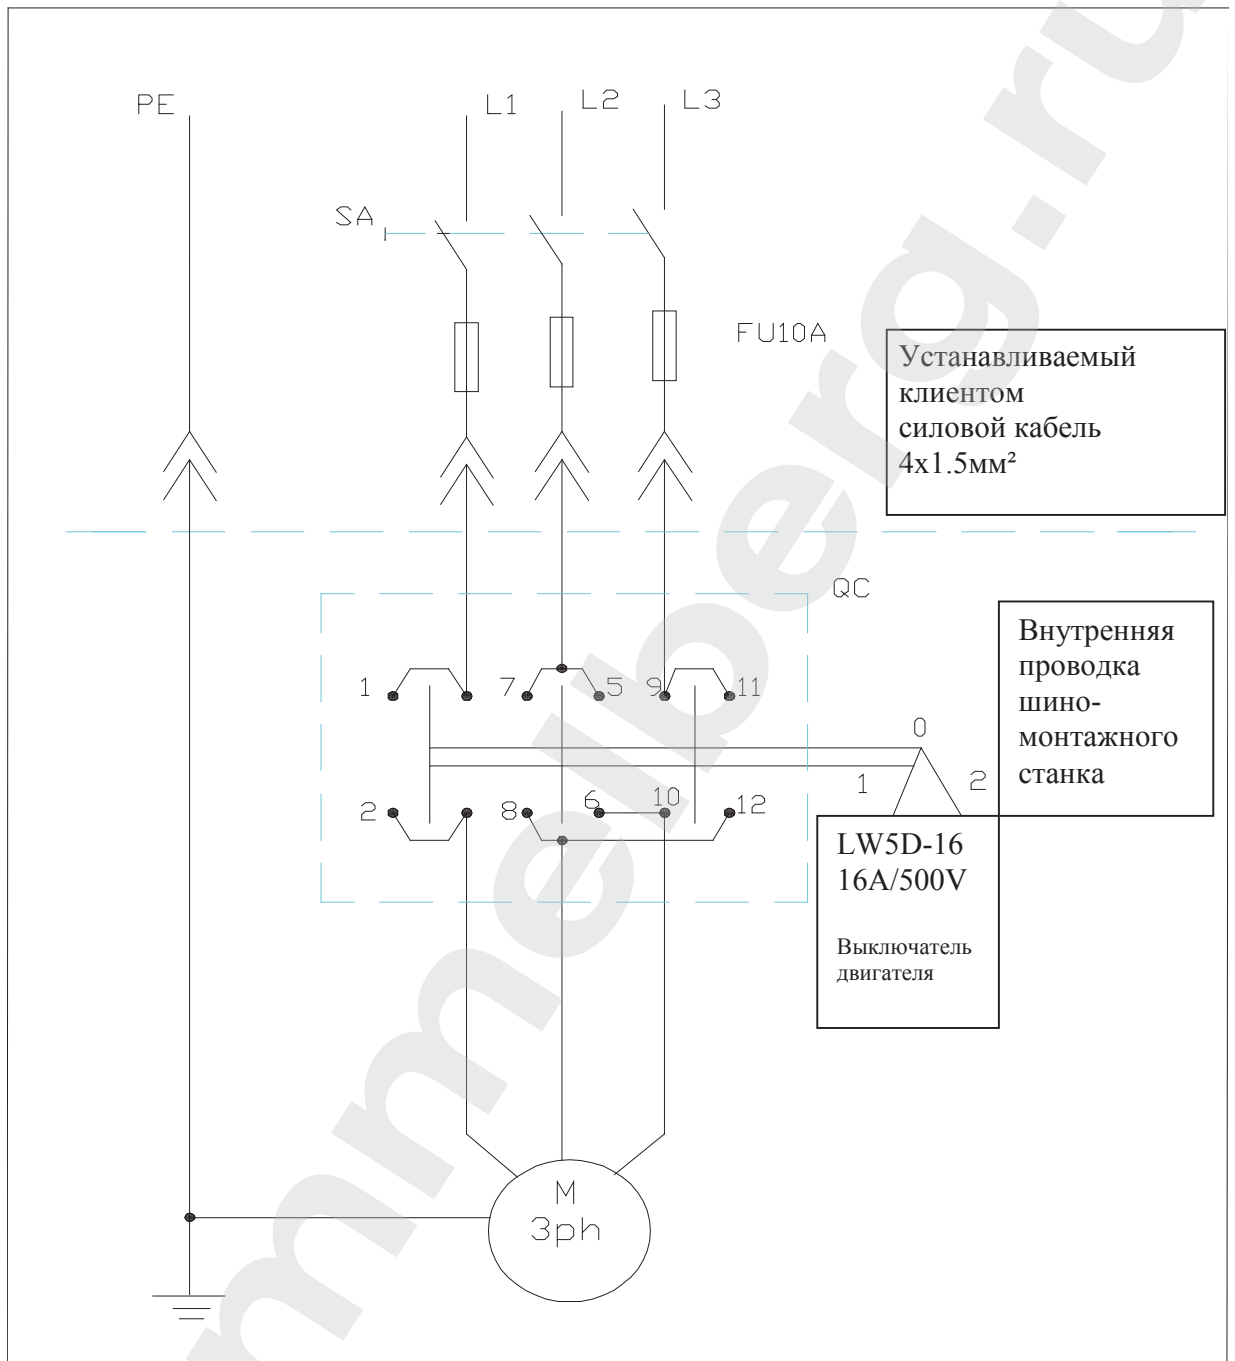 PE
L1
L2
L3
SA
FU10A
Устанавливаемый
клиентом
силовой кабель
4x1.5мм²
QC
Внутренняя
проводка
шино-
монтажного
станка
1
7
5
9
11
0
1
2
2
8
6
10
12
LW5D-16
16A/500V
Выключатель
двигателя
M
3ph
mmelberg.ru